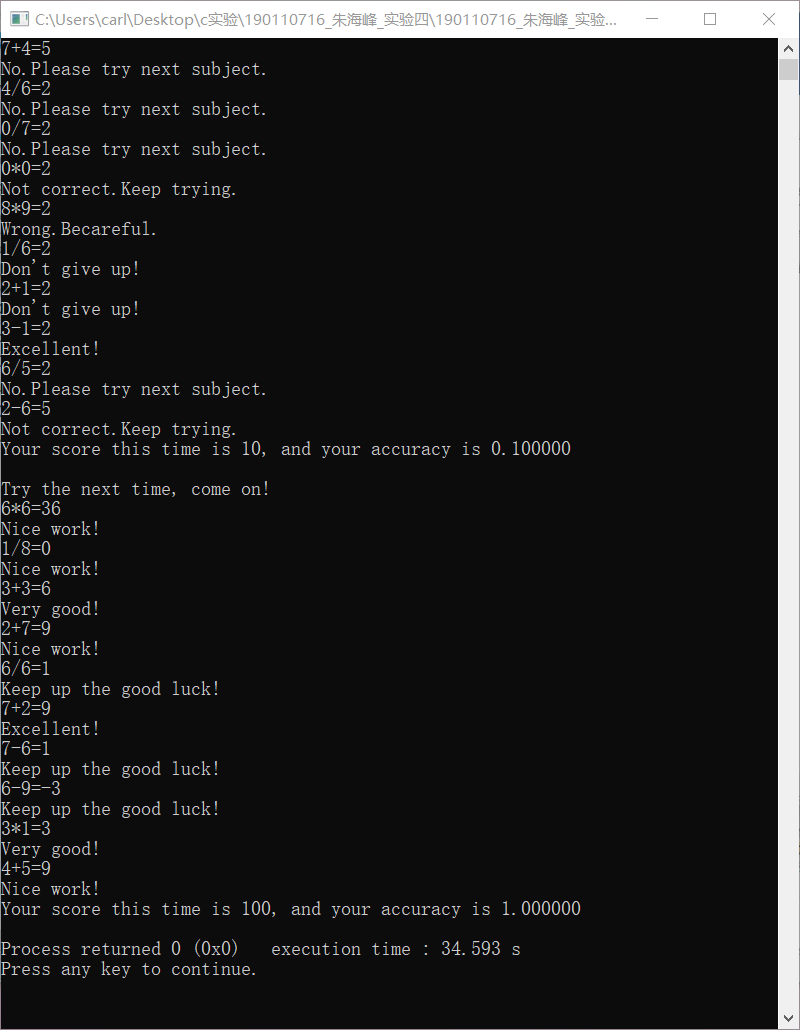 C:\Users\carl\Desktop\c实验\190110716_朱海峰_实验四\190110716_朱海峰_实验...
7+4=5
No.Please try next subject.
4/6=2
No.Please try next subject.
0/7=2
No.Please try next subject.
0*0=2
Not correct.Keep trying.
8*9=2
Wrong.Becareful.
1/6=2
Don't give up!
2+1=2
Don't give up!
3-1=2
Excellent!
6/5=2
No.Please try next subject.
2-6=5
Not correct.Keep trying.
Your score this time is 10, and your accuracy is 0.100000
Try the next time, come on!
6*6=36
Nice work!
1/8=0
Nice work!
3+3=6
Very good!
2+7=9
Nice work!
6/6=1
Keep up the good luck!
7+2=9
Excellent!
7-6=1
Keep up the good luck!
6-9=-3
Keep up the good luck!
3*1=3
Very good!
4+5=9
Nice work!
Your score this time is 100, and your accuracy is 1.000000
Process returned 0 (0x0)   execution time : 34.593 s
Press any key to continue.